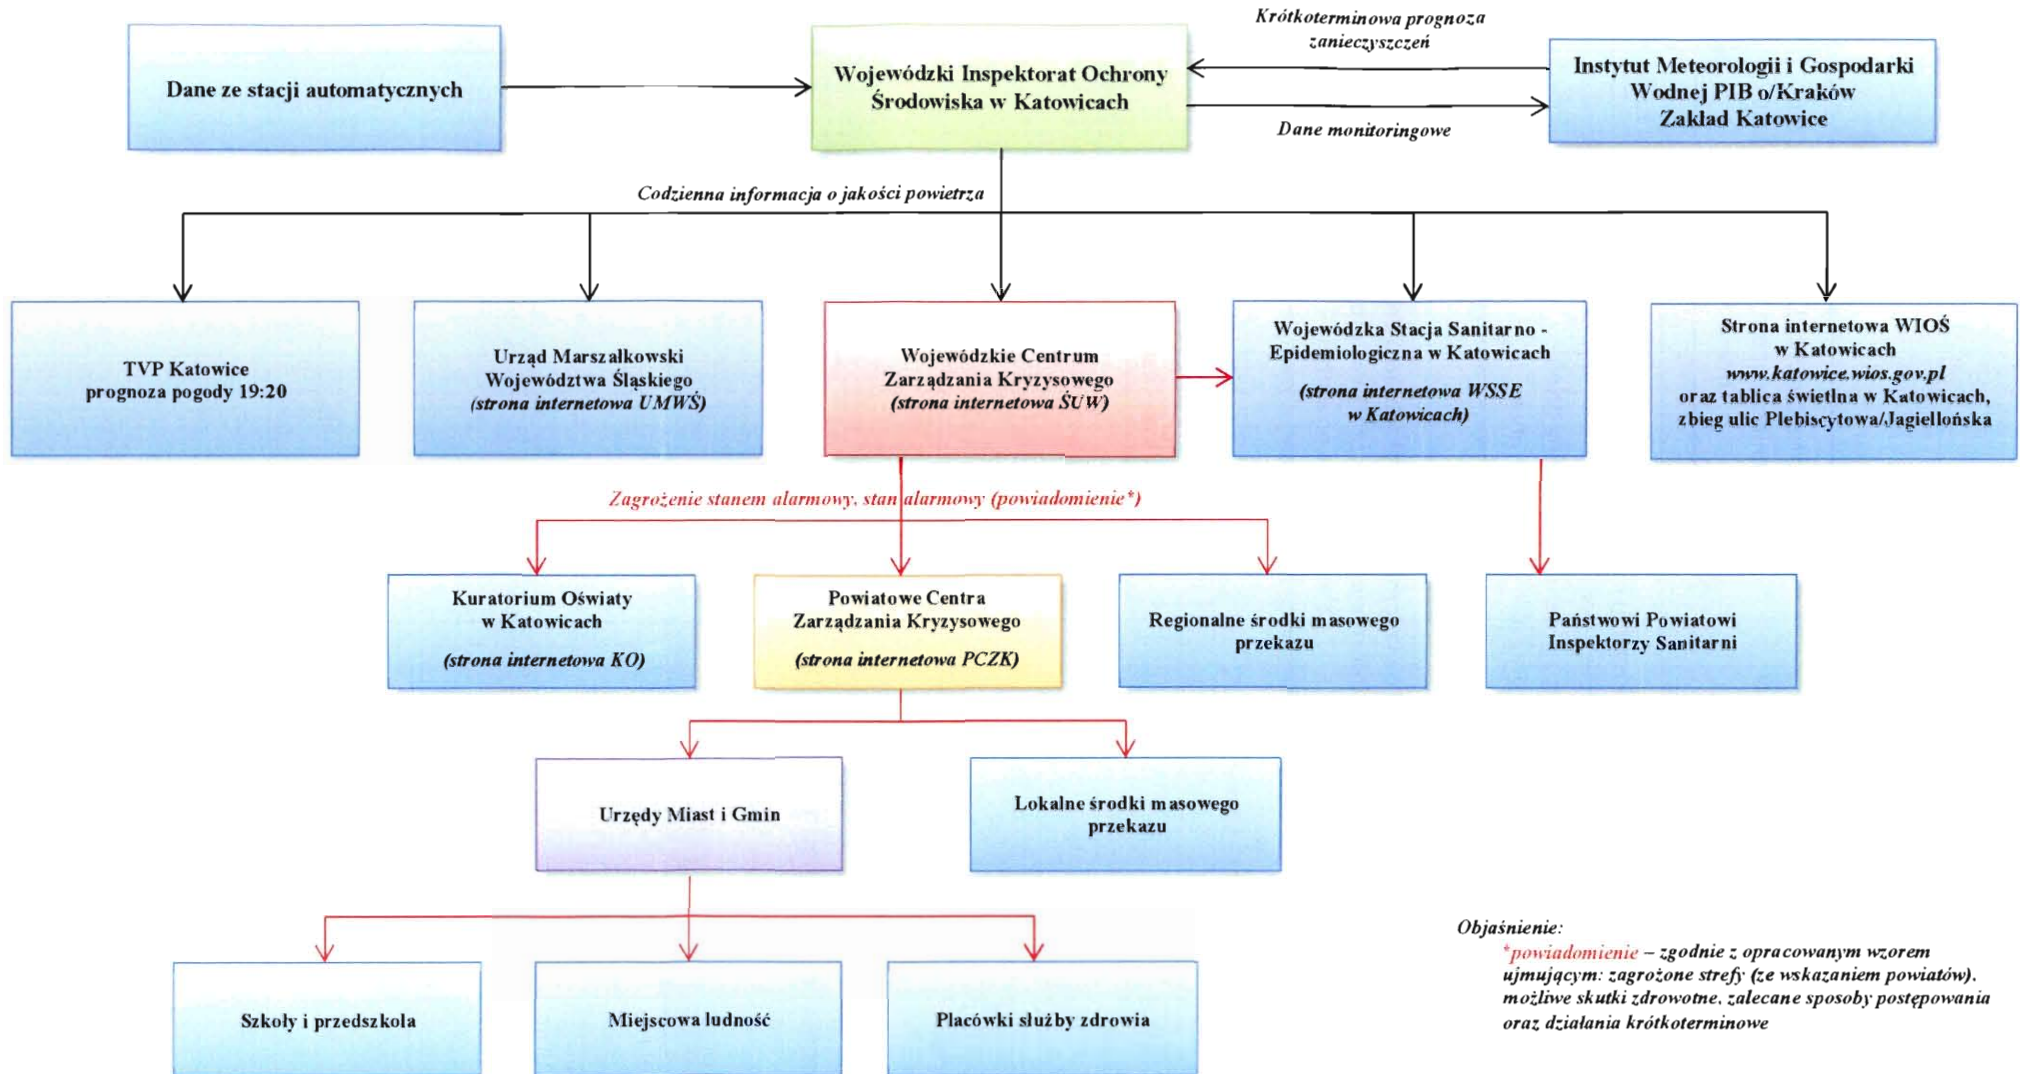 Krótkoterminowa prognoza
zanieczyszczeń
Dane ze stacji automatycznych
Wojewódzki Inspektorat Ochrony
Środowiska w Katowicach
Instytut Meteorologii i Gospodarki
Wodnej PIB o/Kraków
Zakład Katowice
Dane monitoringowe
Codzienna informacja o jakości powietrza
TVP Katowice
prognoza pogody 19:20
Urząd Marszałkowski
Województwa Śląskiego
(strona internetowa UMWŚ)
Wojewódzkie Centrum
Zarządzania Kryzysowego
(strona internetowa ŚUW)
Wojewódzka Stacja Sanitarno -
Epidemiologiczna w Katowicach
(strona internetowa WSSE
w Katowicach)
Strona internetowa WIOŚ
w Katowicach
www.katowice.wios.gov.pl
oraz tablica świetlna w Katowicach,
zbieg ulic Plebiscytowa/Jagiellońska
Zagrożenie stanem alarmowy, stan alarmowy (powiadomienie*)
Kuratorium Oświaty
w Katowicach
(strona internetowa KO)
Powiatowe Centra
Zarządzania Kryzysowego
(strona internetowa PCZK)
Regionalne środki masowego
przekazu
Państwowi Powiatowi
Inspektorzy Sanitarni
Urzędy Miast i Gmin
Lokalne środki masowego
przekazu
Szkoły i przedszkola
Miejscowa ludność
Placówki służby zdrowia
Objaśnienie:
*powiadomienie – zgodnie z opracowanym wzorem
ujmującym: zagrożone strefy (ze wskazaniem powiatów).
możliwe skutki zdrowotne, zalecane sposoby postępowania
oraz działania krótkoterminowe